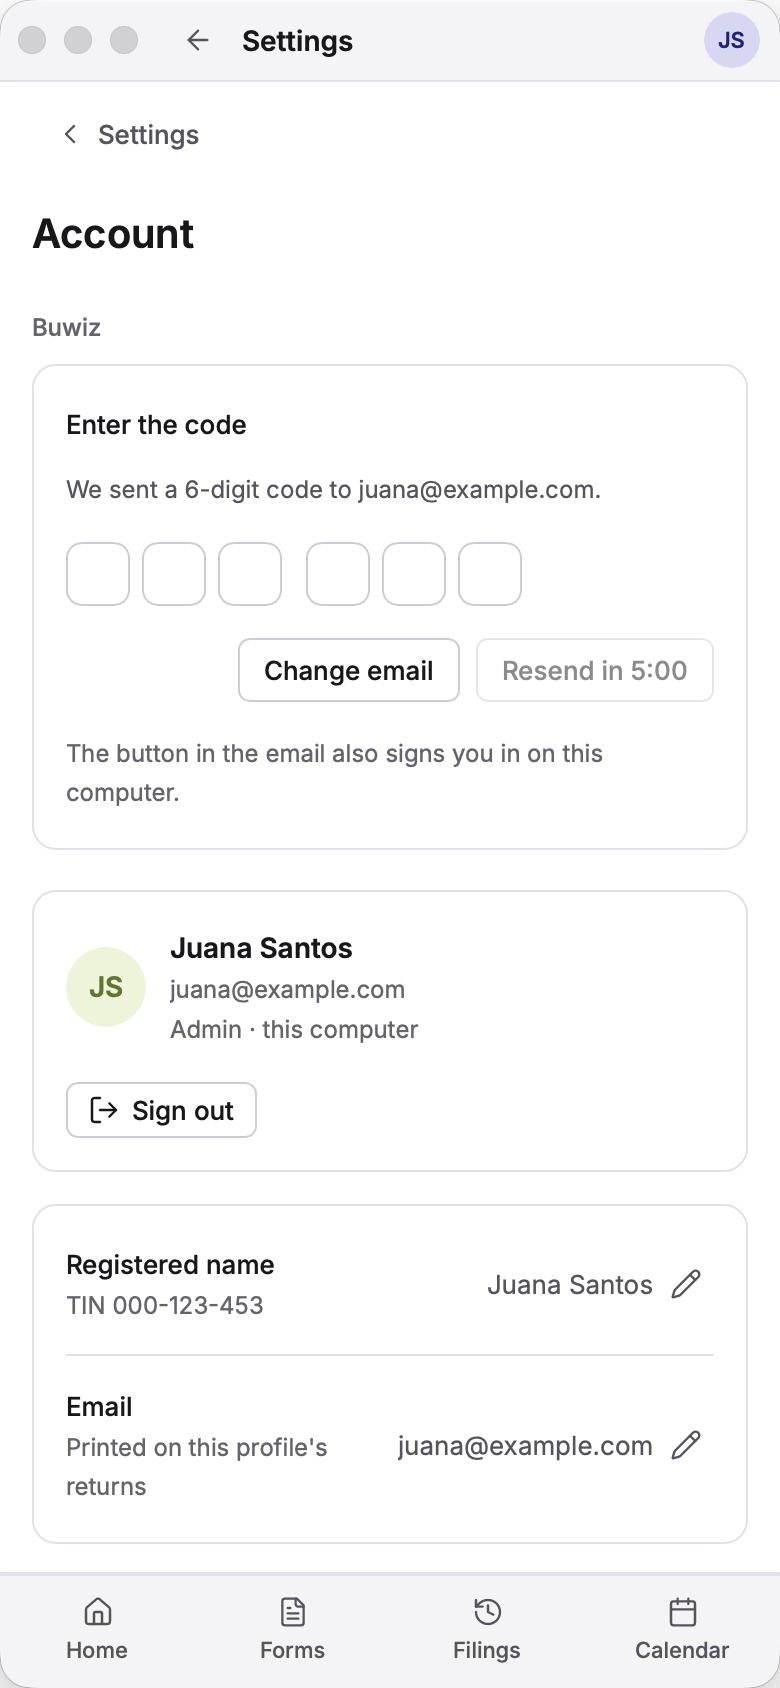 Settings
JS
Settings
Account
Buwiz
Enter the code
We sent a 6-digit code to juana@example.com.
Change email
Resend in 5:00
The button in the email also signs you in on this
computer.
JS
Juana Santos
juana@example.com
Admin · this computer
Sign out
Registered name
TIN 000-123-453
Juana Santos
Email
Printed on this profile's
returns
juana@example.com
Home
Forms
Filings
Calendar